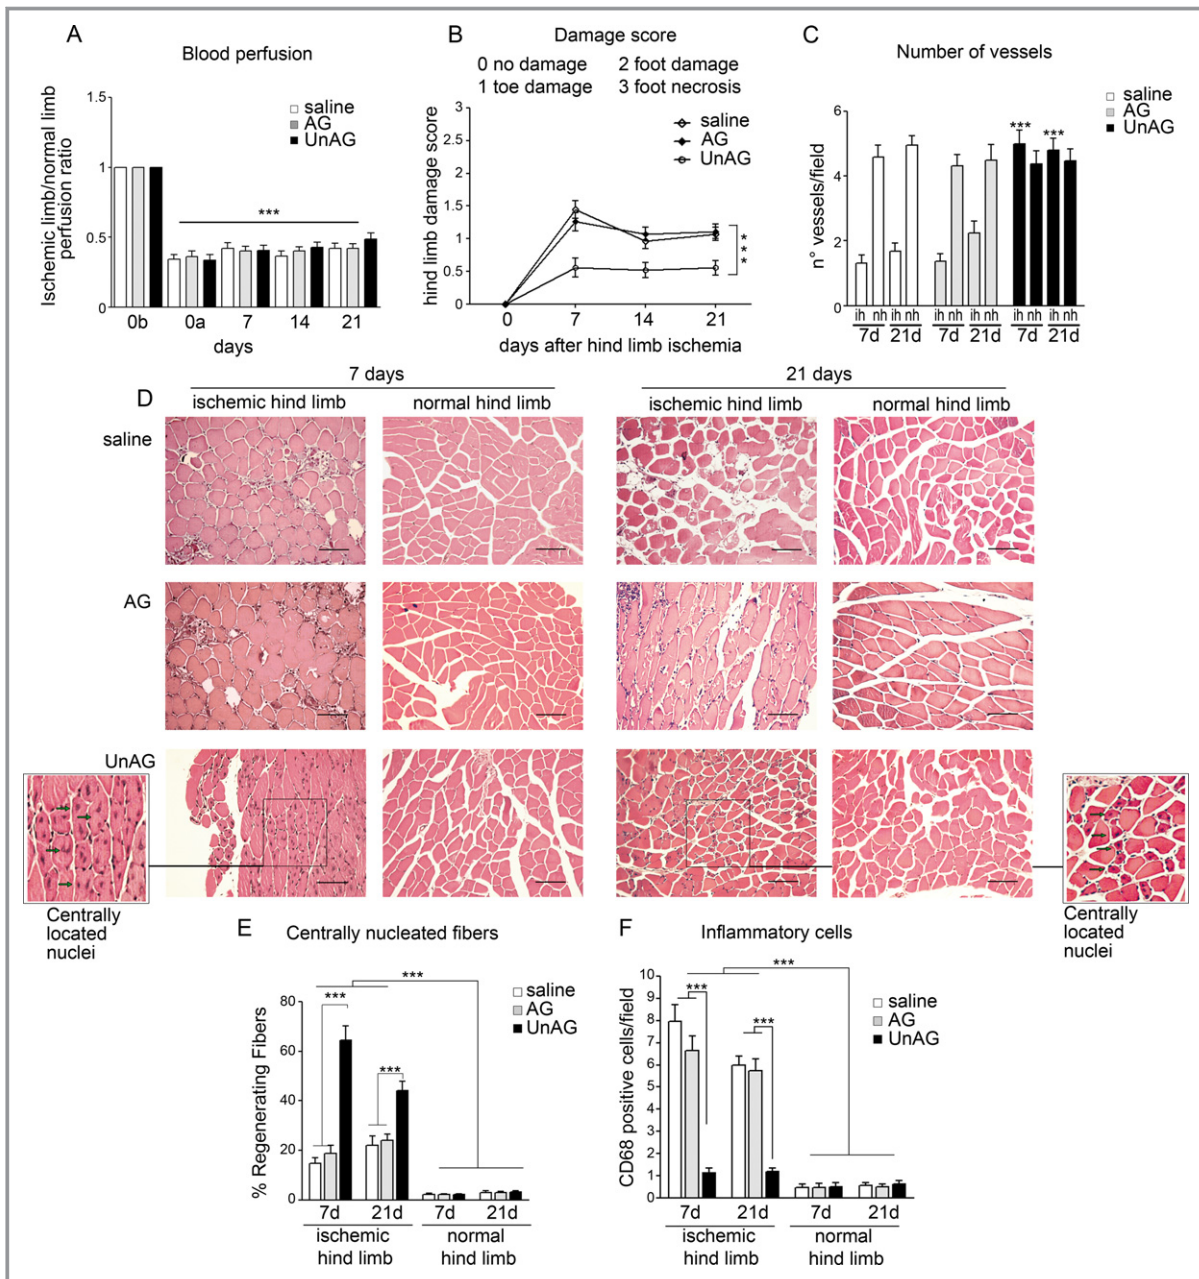 A
Blood perfusion
Ischemic limb/normal limb
perfusion ratio
1.5
1
0.5
0
saline
AG
UnAG
***
0b 0a 7 14 21
days
B
Damage score
0 no damage 2 foot damage
1 toe damage 3 foot necrosis
hind limb damage score
3
2.5
2
1.5
1
0.5
0
saline
AG
UnAG
***
0 7 14 21
days after hind limb ischemia
C
Number of vessels
saline
AG
UnAG
n° vessels/field
6
4
2
0
*** ***
ih nh ih nh ih nh ih nh ih nh ih nh
7d 21d 7d 21d 7d 21d
D
7 days 21 days
ischemic hind limb normal hind limb ischemic hind limb normal hind limb
saline
AG
UnAG
Centrally
located
nuclei
Centrally
located
nuclei
E
Centrally nucleated fibers
% Regenerating Fibers
80
60
40
20
0
***
***
***
saline
AG
UnAG
7d 21d 7d 21d
ischemic normal
hind limb hind limb
F
Inflammatory cells
CD68 positive cells/field
10
9
8
7
6
5
4
3
2
1
0
***
***
***
saline
AG
UnAG
7d 21d 7d 21d
ischemic normal
hind limb hind limb